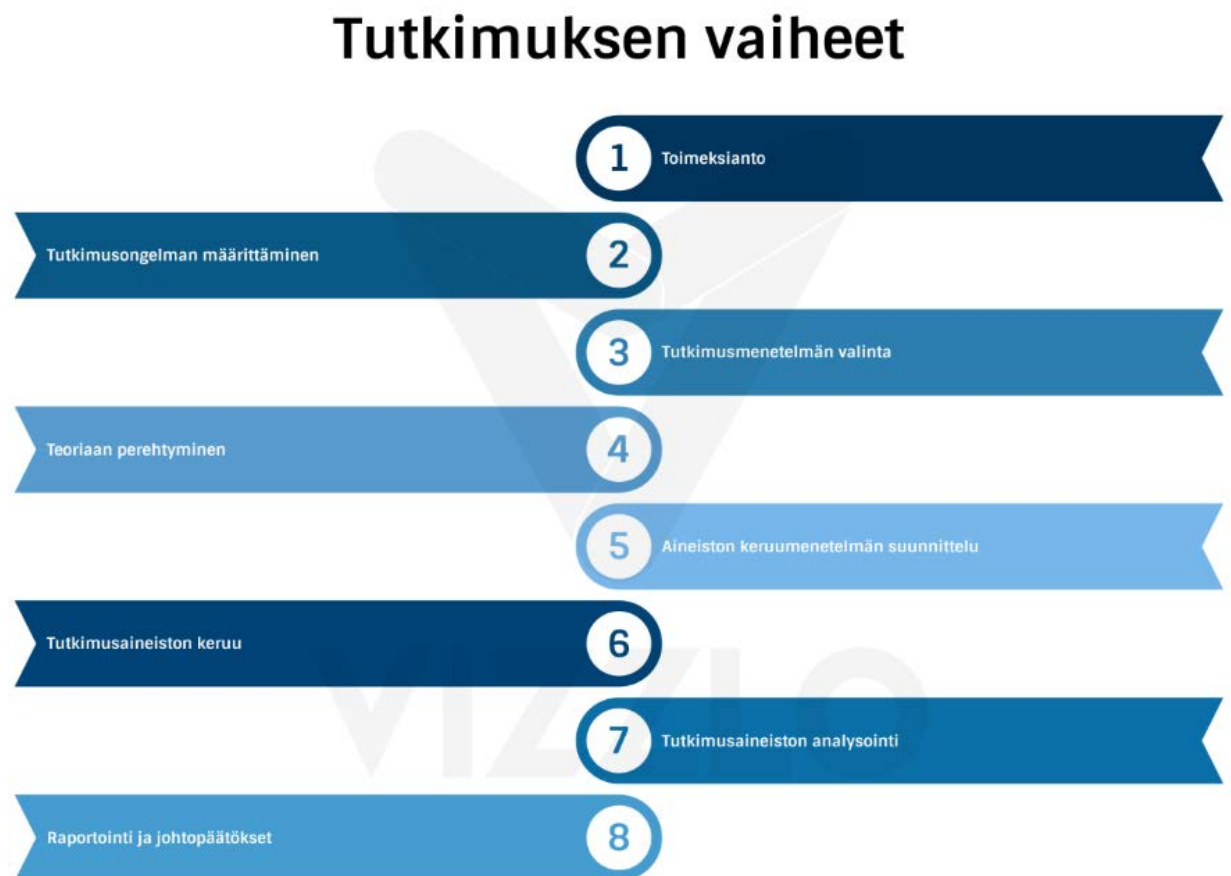 Tutkimuksen vaiheet
1 Toimeksianto
Tutkimusongelman määrittäminen 2
3 Tutkimusmenetelmän valinta
Teoriaan perehtyminen 4
5 Aineiston keruumenetelmän suunnittelu
Tutkimusaineiston keruu 6
VIZZLO
7 Tutkimusaineiston analysointi
Raportointi ja johtopäätökset 8